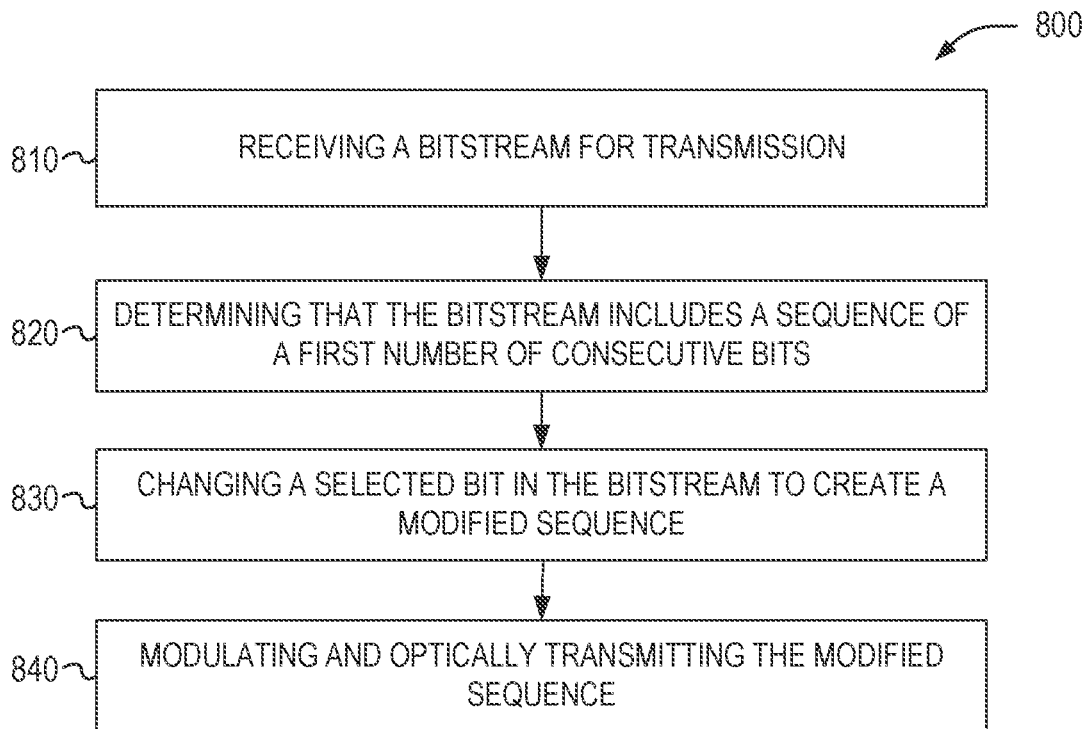 800
810
RECEIVING A BITSTREAM FOR TRANSMISSION
820
DETERMINING THAT THE BITSTREAM INCLUDES A SEQUENCE OF
A FIRST NUMBER OF CONSECUTIVE BITS
830
CHANGING A SELECTED BIT IN THE BITSTREAM TO CREATE A
MODIFIED SEQUENCE
840
MODULATING AND OPTICALLY TRANSMITTING THE MODIFIED
SEQUENCE